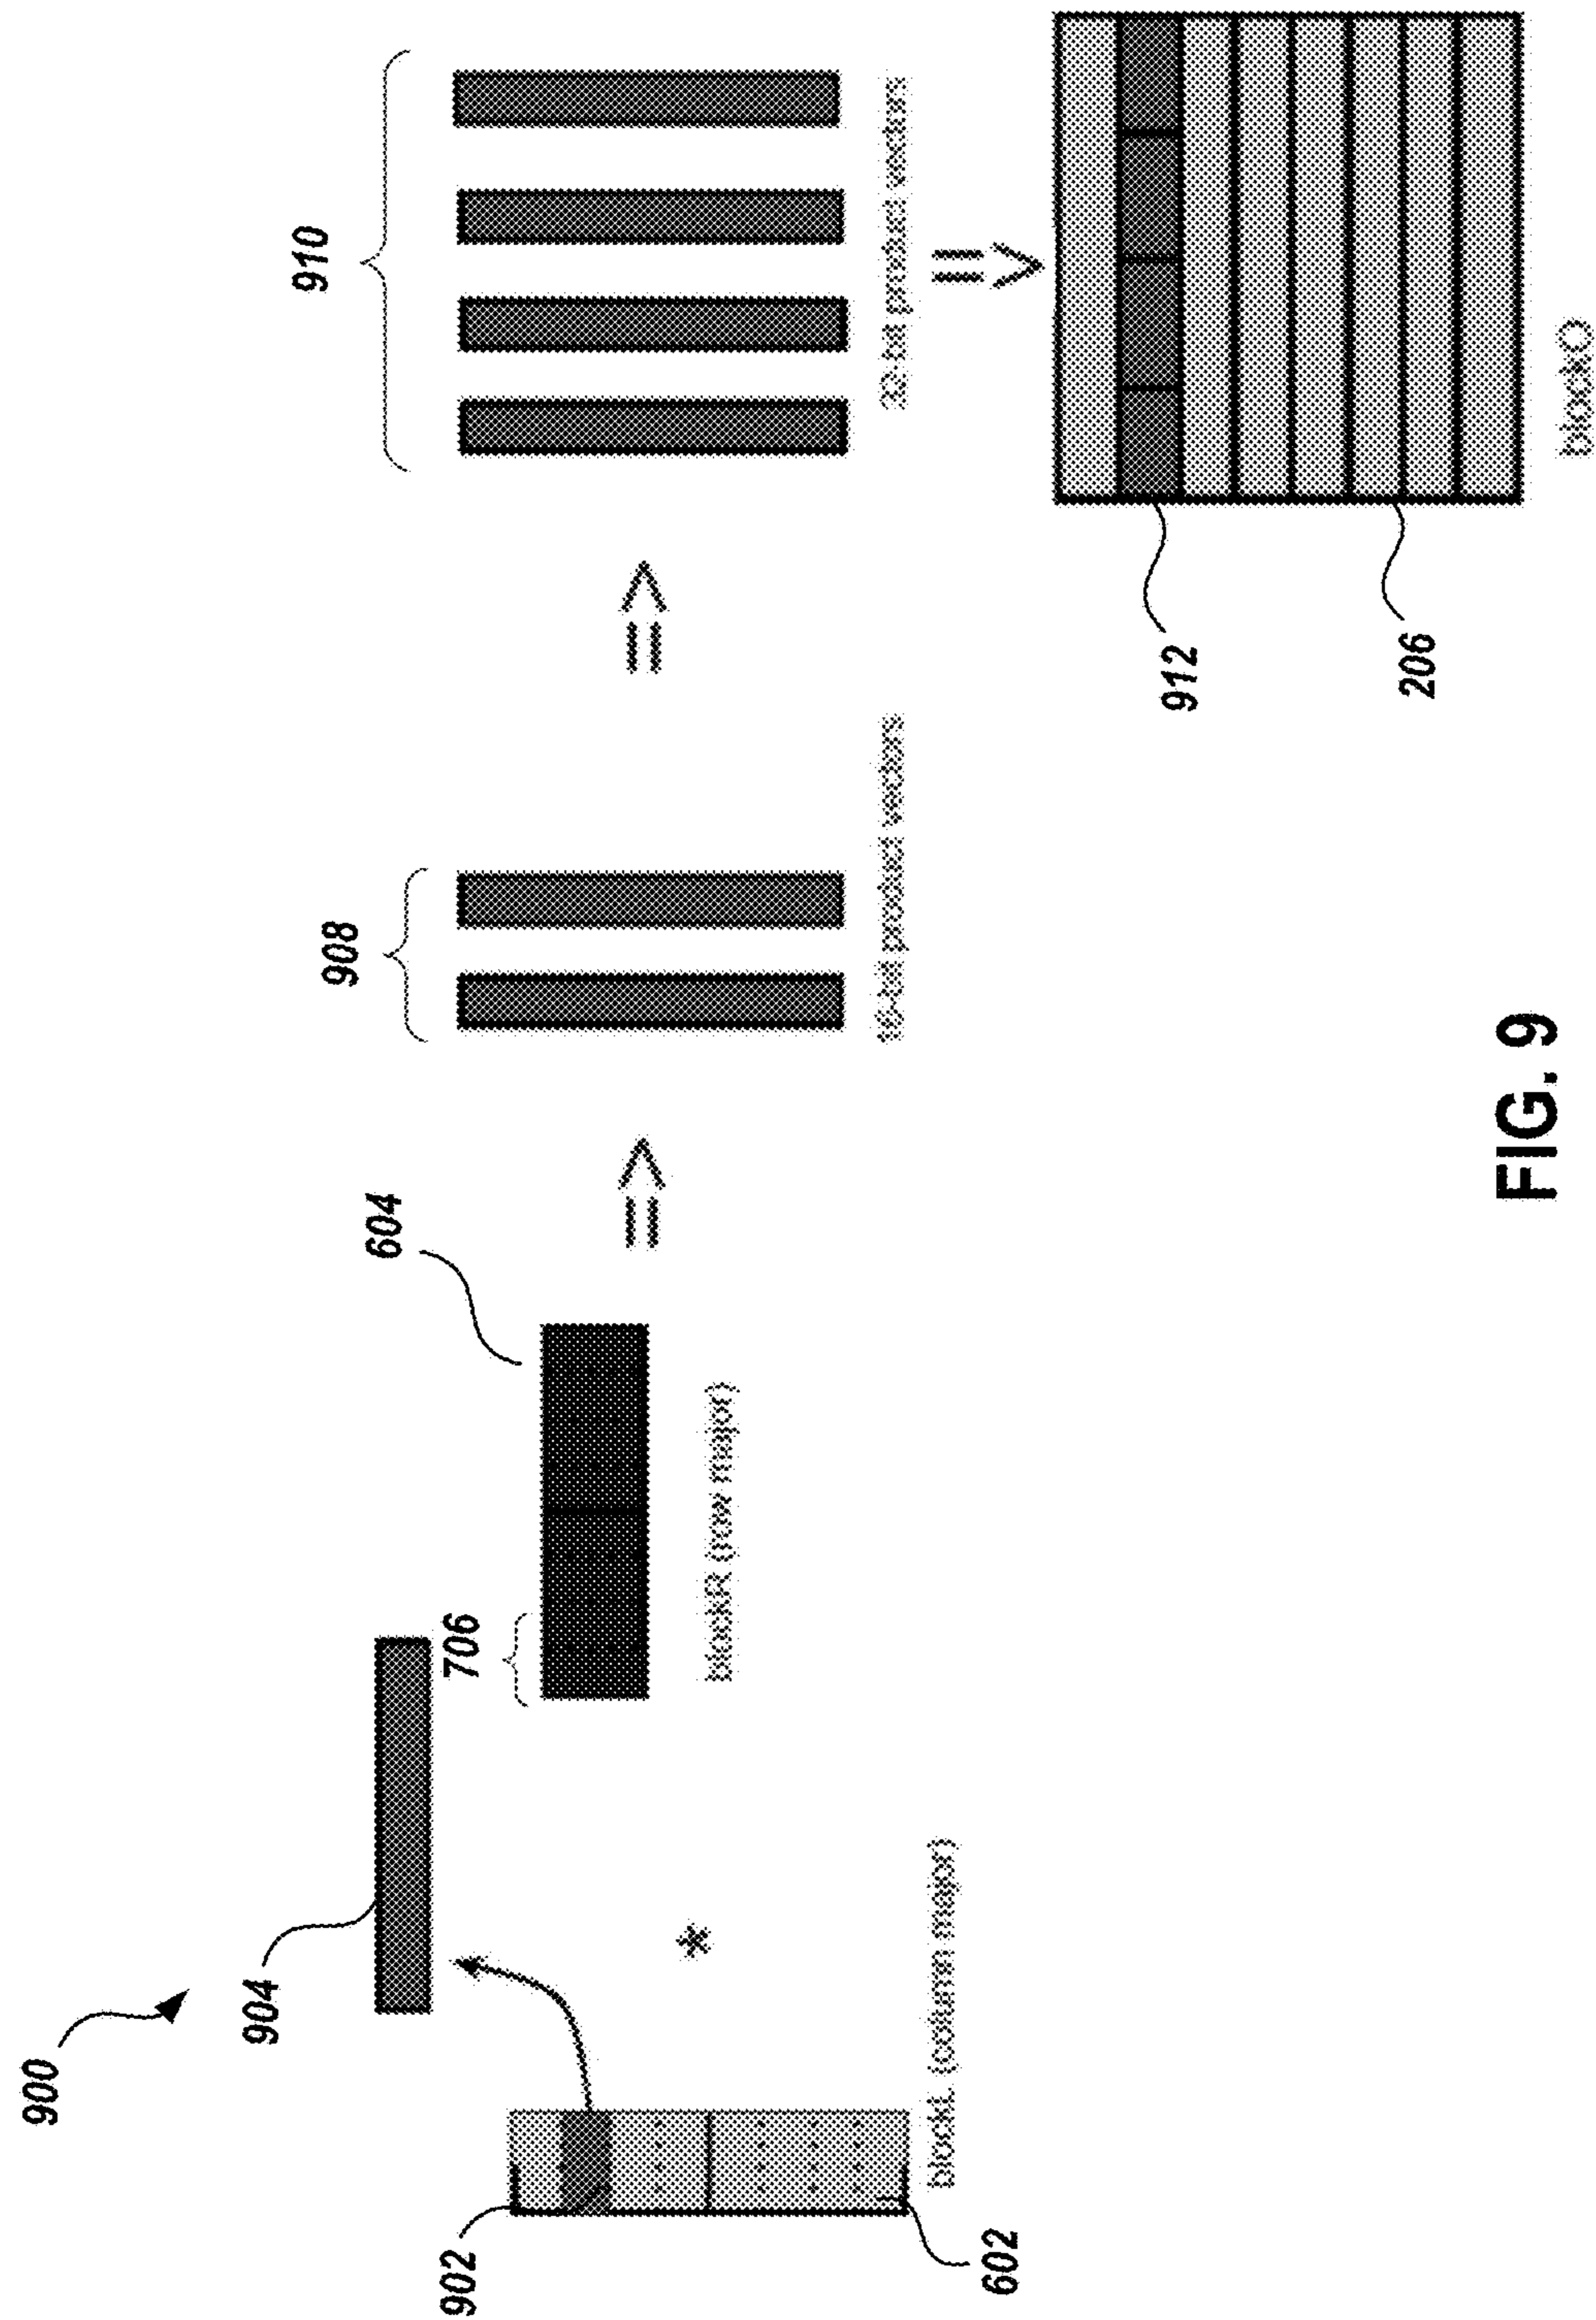 900
904
910
908
604
706
902
*
602
blockL (column major)
blockR (row major)
16-bit product vectors
32-bit product vectors
912
206
blockO
FIG. 9